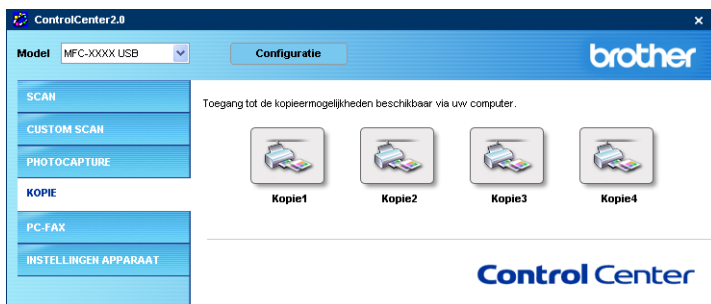 ControlCenter2.0
Model MFC-XXXX USB Configuratie brother
SCAN
CUSTOM SCAN
PHOTOCAPTURE
KOPIE
PC-FAX
INSTELLINGEN APPARAAT
Toegang tot de kopieermogelijkheden beschikbaar via uw computer.
Kopie1 Kopie2 Kopie3 Kopie4
Control Center